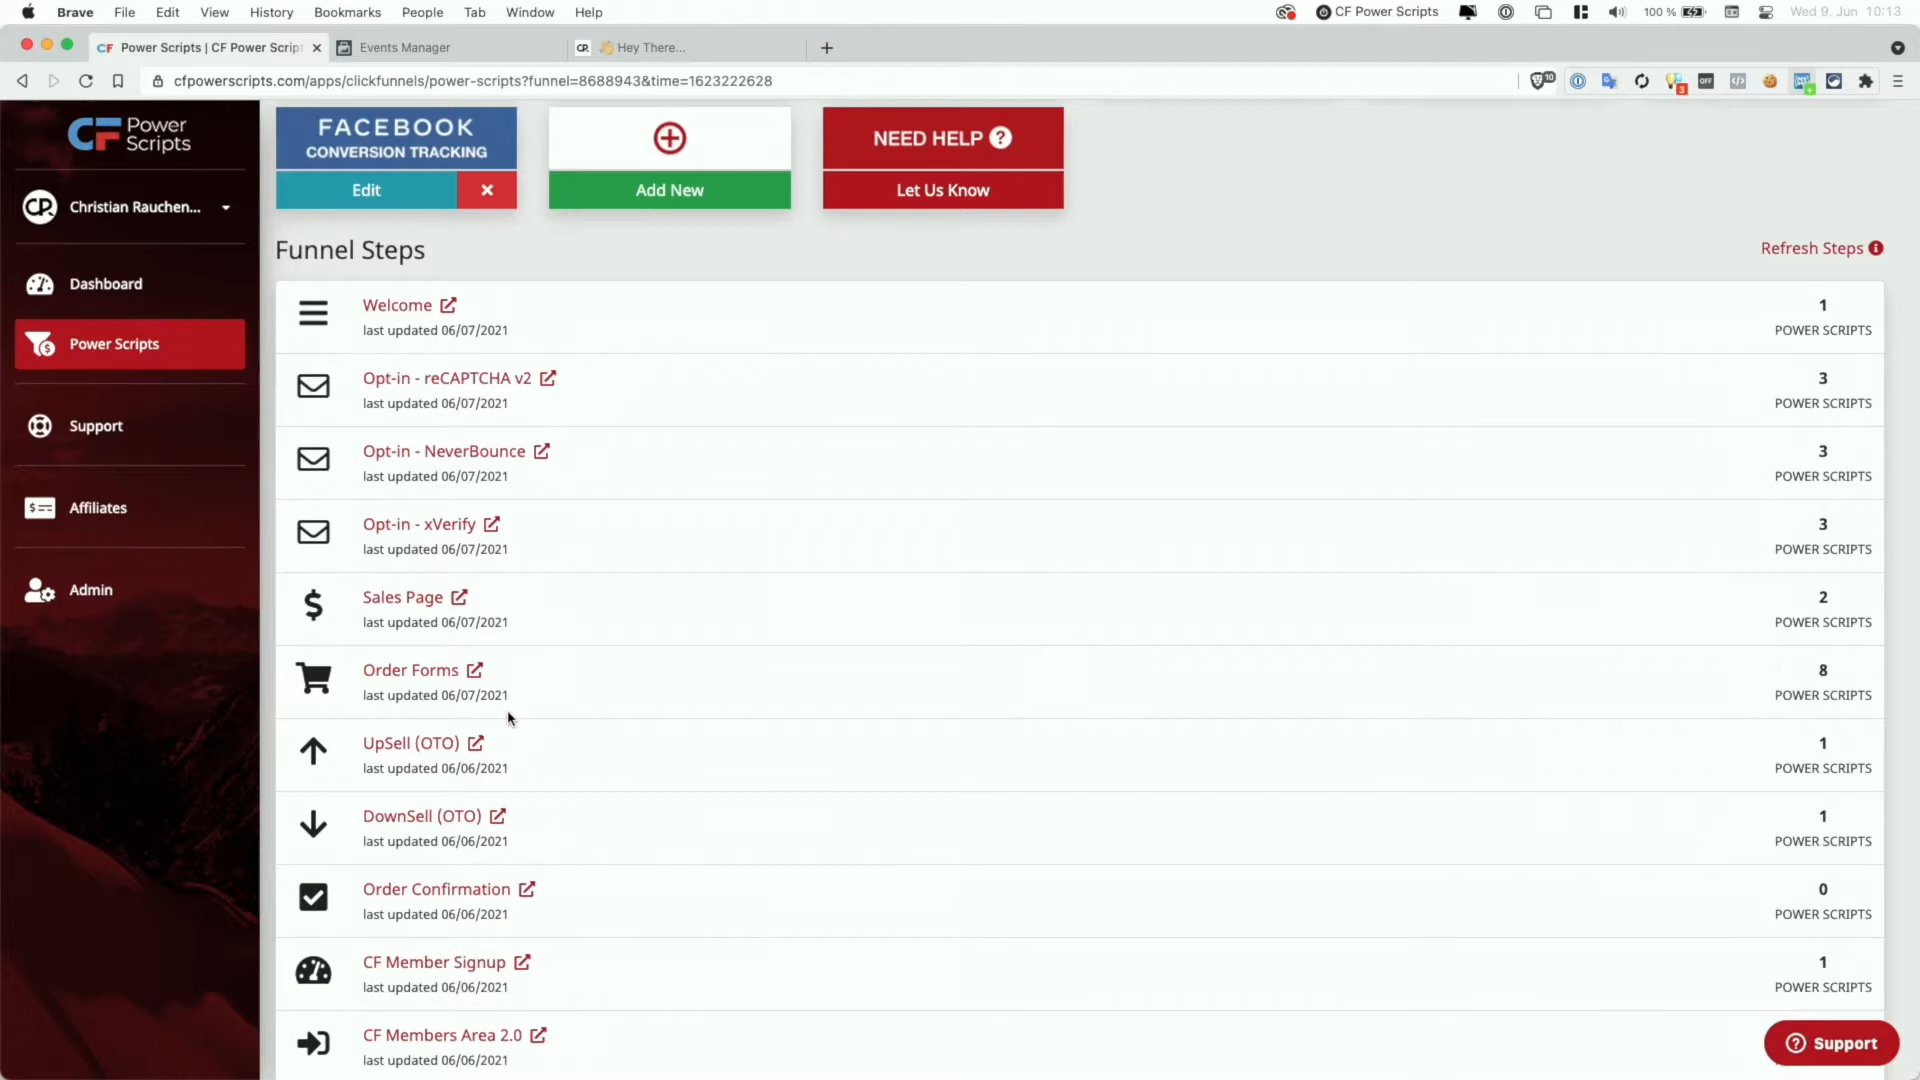 Brave File Edit View History Bookmarks People Tab Window Help CF Power Scripts 100 % Wed 9. Jun 10:13
CF Power Scripts | CF Power Scrip Events Manager CP 👋 Hey There...
cfpowerscripts.com/apps/clickfunnels/power-scripts?funnel=8688943&time=1623222628 10 3 OFF
CF Power Scripts
CP Christian Rauchen...
Dashboard
Power Scripts
Support
Affiliates
Admin
FACEBOOK
CONVERSION TRACKING
Edit
Add New
NEED HELP ?
Let Us Know
Funnel Steps
Refresh Steps
Welcome
last updated 06/07/2021
1
POWER SCRIPTS
Opt-in - reCAPTCHA v2
last updated 06/07/2021
3
POWER SCRIPTS
Opt-in - NeverBounce
last updated 06/07/2021
3
POWER SCRIPTS
Opt-in - xVerify
last updated 06/07/2021
3
POWER SCRIPTS
$
Sales Page
last updated 06/07/2021
2
POWER SCRIPTS
Order Forms
last updated 06/07/2021
8
POWER SCRIPTS
UpSell (OTO)
last updated 06/06/2021
1
POWER SCRIPTS
DownSell (OTO)
last updated 06/06/2021
1
POWER SCRIPTS
Order Confirmation
last updated 06/06/2021
0
POWER SCRIPTS
CF Member Signup
last updated 06/06/2021
1
POWER SCRIPTS
CF Members Area 2.0
last updated 06/06/2021
Support